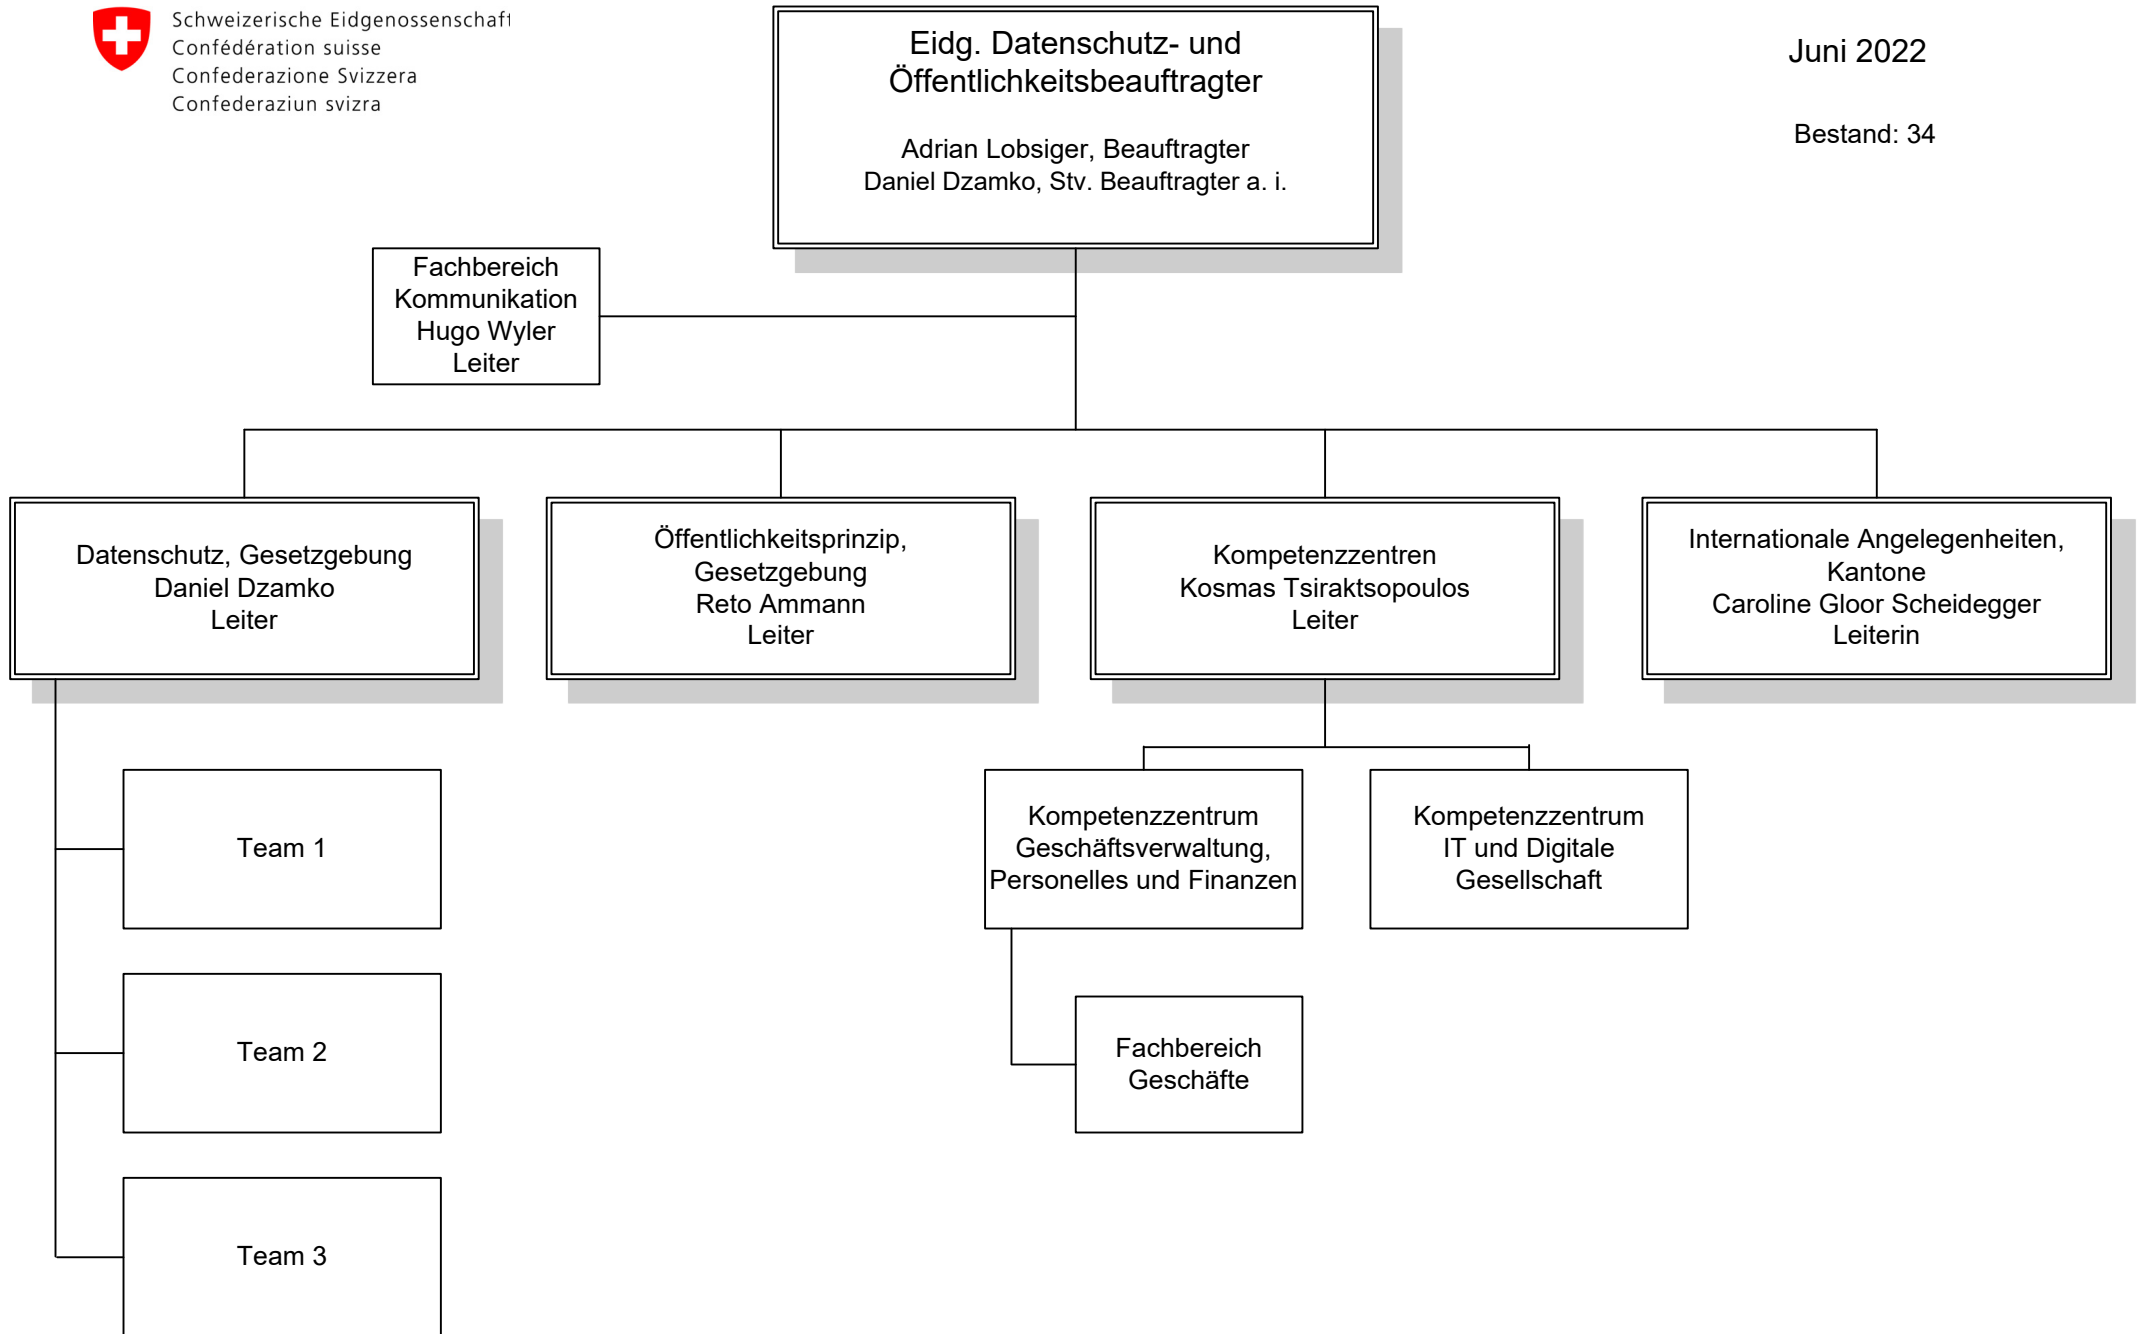 Schweizerische Eidgenossenschaft
Confédération suisse
Confederazione Svizzera
Confederaziun svizra
Eidg. Datenschutz- und
Öffentlichkeitsbeauftragter
Adrian Lobsiger, Beauftragter
Daniel Dzamko, Stv. Beauftragter a. i.
Juni 2022
Bestand: 34
Fachbereich
Kommunikation
Hugo Wyler
Leiter
Datenschutz, Gesetzgebung
Daniel Dzamko
Leiter
Öffentlichkeitsprinzip,
Gesetzgebung
Reto Ammann
Leiter
Kompetenzzentren
Kosmas Tsiraktsopoulos
Leiter
Internationale Angelegenheiten,
Kantone
Caroline Gloor Scheidegger
Leiterin
Team 1
Team 2
Team 3
Kompetenzzentrum
Geschäftsverwaltung,
Personelles und Finanzen
Kompetenzzentrum
IT und Digitale
Gesellschaft
Fachbereich
Geschäfte